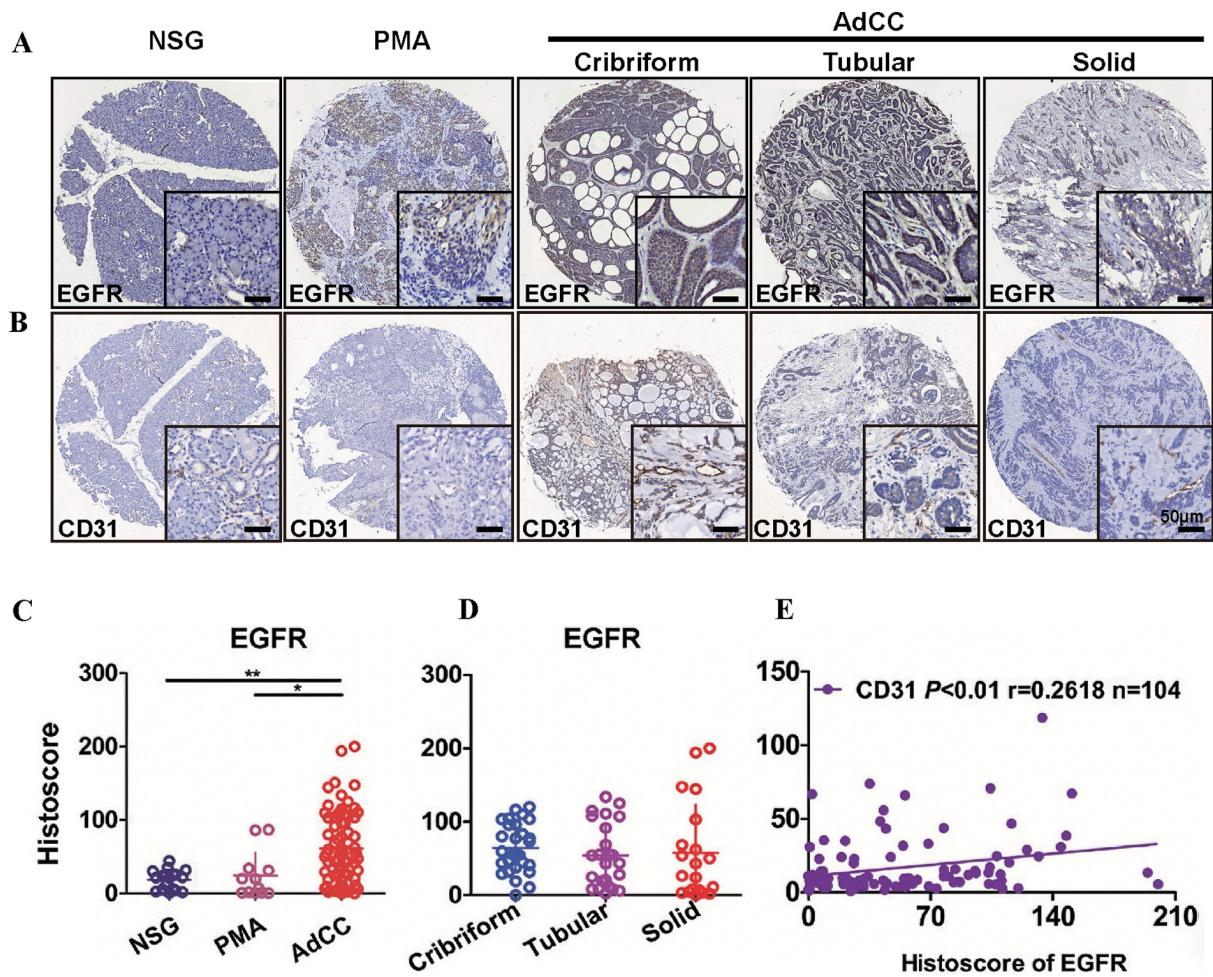 AdCC
A NSG PMA
Cribriform Tubular Solid
EGFR EGFR EGFR EGFR EGFR
B
CD31 CD31 CD31 CD31 CD31 50μm
C D E
EGFR EGFR
300 300 150
** 
*
CD31 P<0.01 r=0.2618 n=104
200 200 100
Histoscore
100 100 50
0 0 0
NSG PMA AdCC Cribriform Tubular Solid
0 70 140 210
Histoscore of EGFR